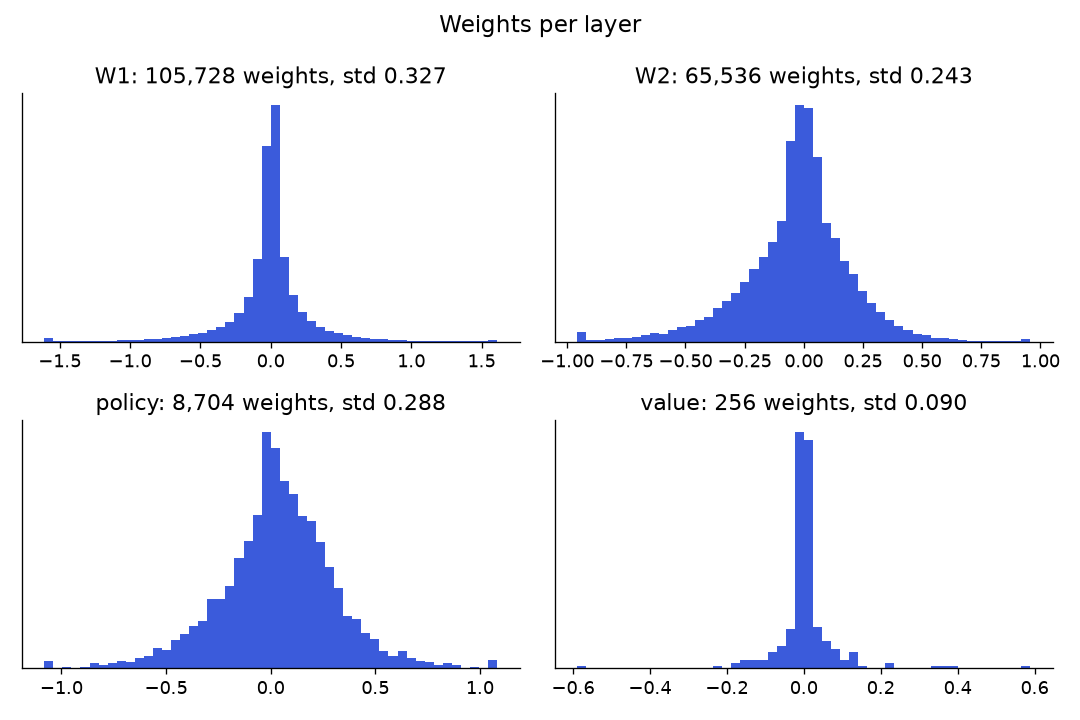 Weights per layer
W1: 105,728 weights, std 0.327
W2: 65,536 weights, std 0.243
−1.5 −1.0 −0.5 0.0 0.5 1.0 1.5
−1.00 −0.75 −0.50 −0.25 0.00 0.25 0.50 0.75 1.00
policy: 8,704 weights, std 0.288
value: 256 weights, std 0.090
−1.0 −0.5 0.0 0.5 1.0
−0.6 −0.4 −0.2 0.0 0.2 0.4 0.6